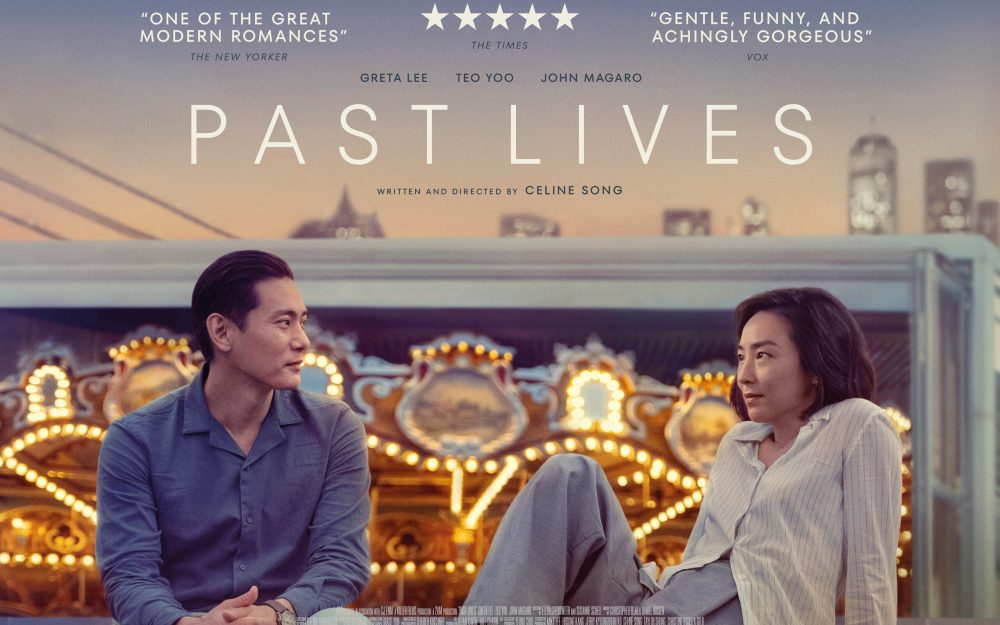 “ONE OF THE GREAT
MODERN ROMANCES”
THE NEW YORKER
THE TIMES
“GENTLE, FUNNY, AND
ACHINGLY GORGEOUS”
VOX
GRETA LEE TEO YOO JOHN MAGARO
PAST LIVES
WRITTEN AND DIRECTED BY CELINE SONG